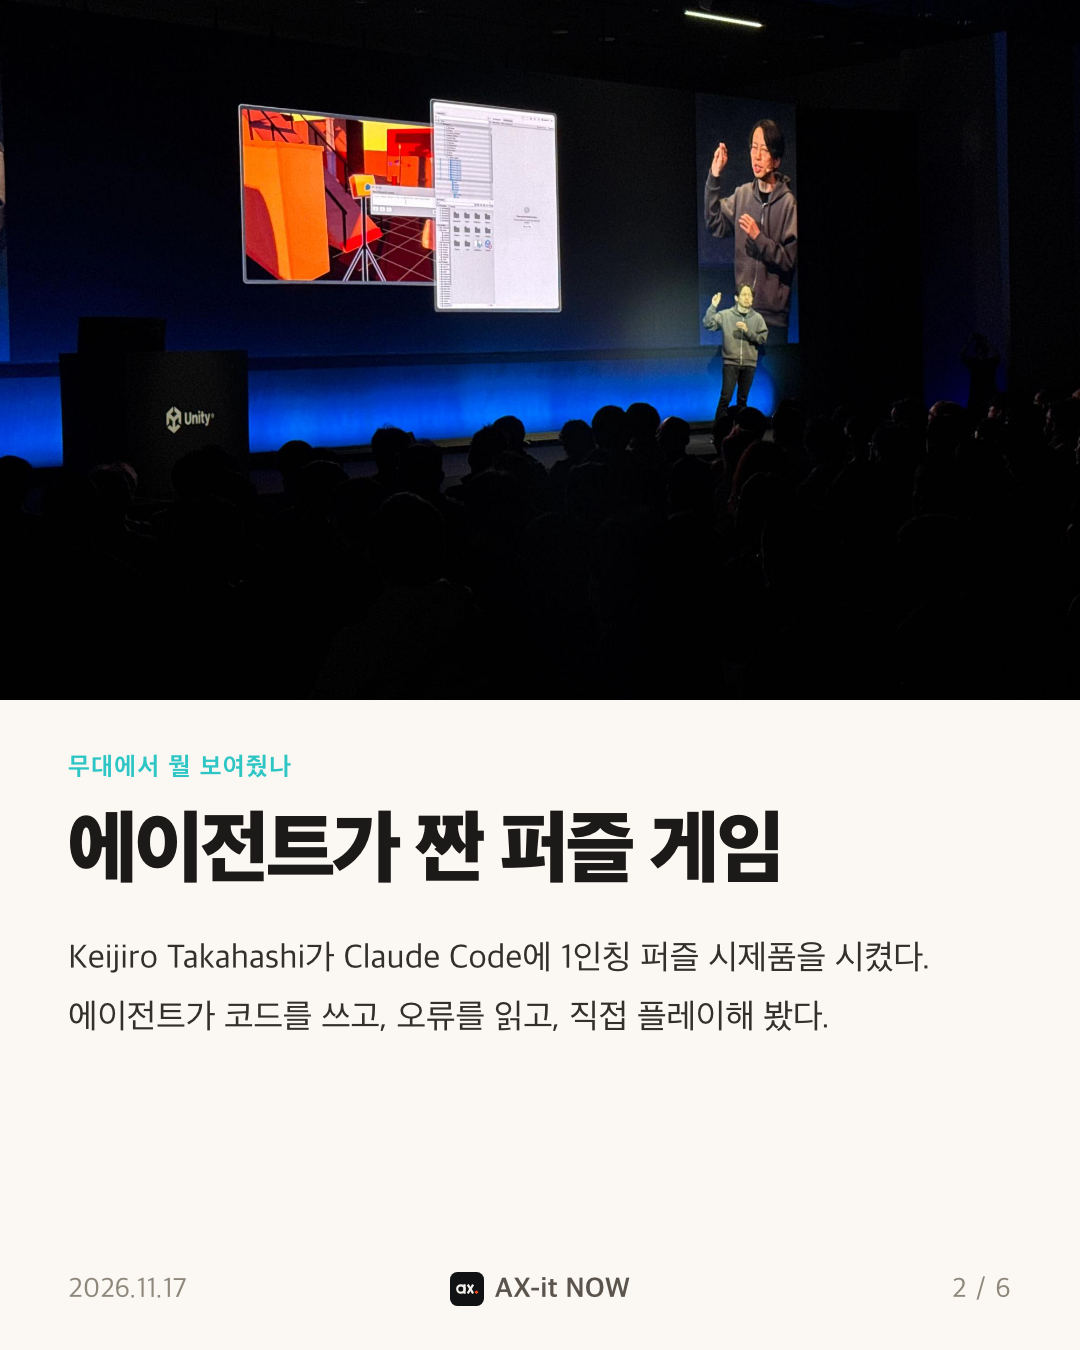 Unity
무대에서 뭘 보여줬나
에이전트가 짠 퍼즐 게임
Keijiro Takahashi가 Claude Code에 1인칭 퍼즐 시제품을 시켰다.
에이전트가 코드를 쓰고, 오류를 읽고, 직접 플레이해 봤다.
2026.11.17
ax.
AX-it NOW
2 / 6